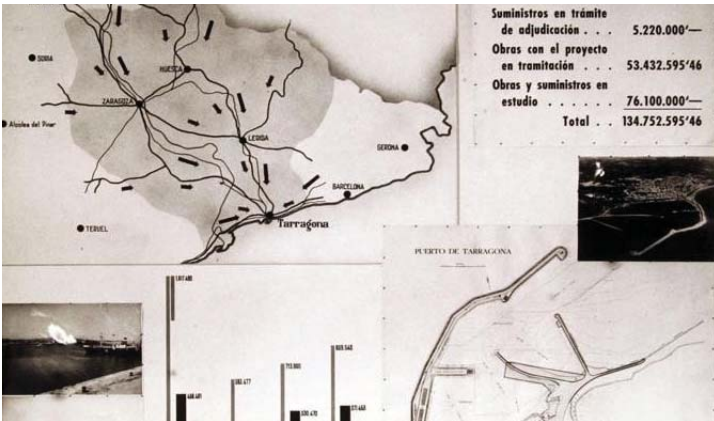 SORIA
HUESCA
ZARAGOZA
Alcolea del Pinar
LERIDA
GERONA
BARCELONA
Tarragona
TERUEL
Suministros en trámite
de adjudicación . . . 5.220.000'—
Obras con el proyecto
en tramitación . . . 53.432.595'46
Obras y suministros en
estudio . . . . . . 76.100.000'—
Total . . 134.752.595'46
PUERTO DE TARRAGONA